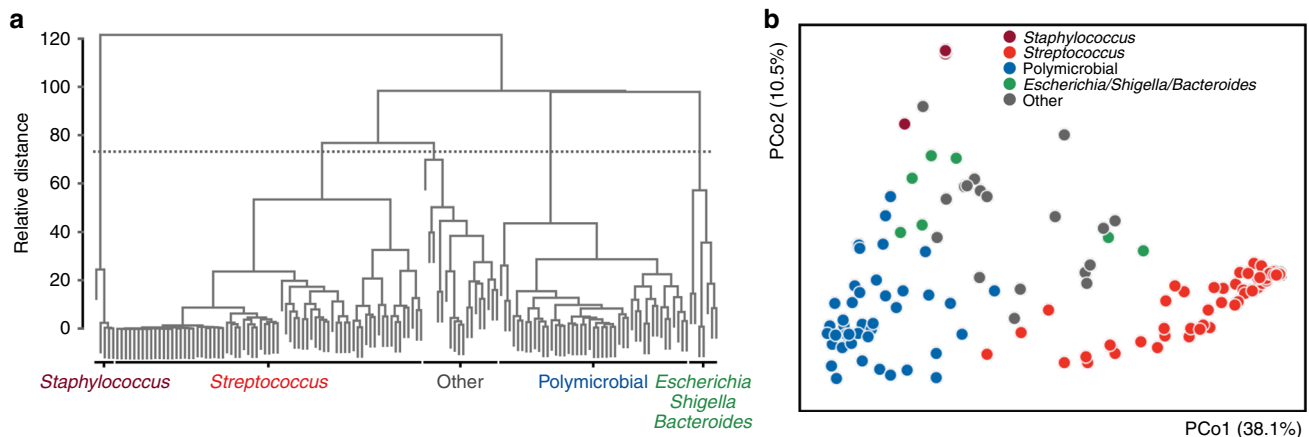 a
120
100
80
60
40
20
0
Relative distance
Staphylococcus
Streptococcus
Other
Polymicrobial
Escherichia
Shigella
Bacteroides
b
PCo2 (10.5%)
Staphylococcus
Streptococcus
Polymicrobial
Escherichia/Shigella/Bacteroides
Other
PCo1 (38.1%)